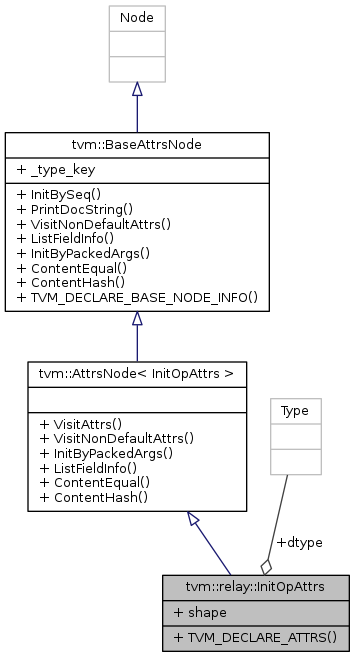 Node
tvm::BaseAttrsNode
+ _type_key
+ InitBySeq()
+ PrintDocString()
+ VisitNonDefaultAttrs()
+ ListFieldInfo()
+ InitByPackedArgs()
+ ContentEqual()
+ ContentHash()
+ TVM_DECLARE_BASE_NODE_INFO()
tvm::AttrsNode< InitOpAttrs >
+ VisitAttrs()
+ VisitNonDefaultAttrs()
+ InitByPackedArgs()
+ ListFieldInfo()
+ ContentEqual()
+ ContentHash()
Type
+dtype
tvm::relay::InitOpAttrs
+ shape
+ TVM_DECLARE_ATTRS()